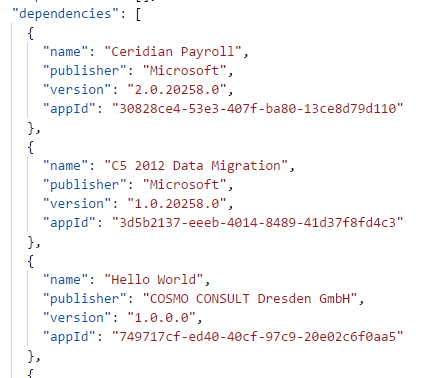 "dependencies": [
{
"name": "Ceridian Payroll",
"publisher": "Microsoft",
"version": "2.0.20258.0",
"appId": "30828ce4-53e3-407f-ba80-13ce8d79d110"
},
{
"name": "C5 2012 Data Migration",
"publisher": "Microsoft",
"version": "1.0.20258.0",
"appId": "3d5b2137-eeeb-4014-8489-41d37f8fd4c3"
},
{
"name": "Hello World",
"publisher": "COSMO CONSULT Dresden GmbH",
"version": "1.0.0.0",
"appId": "749717cf-ed40-40cf-97c9-20e02c6f0aa5"
},
{